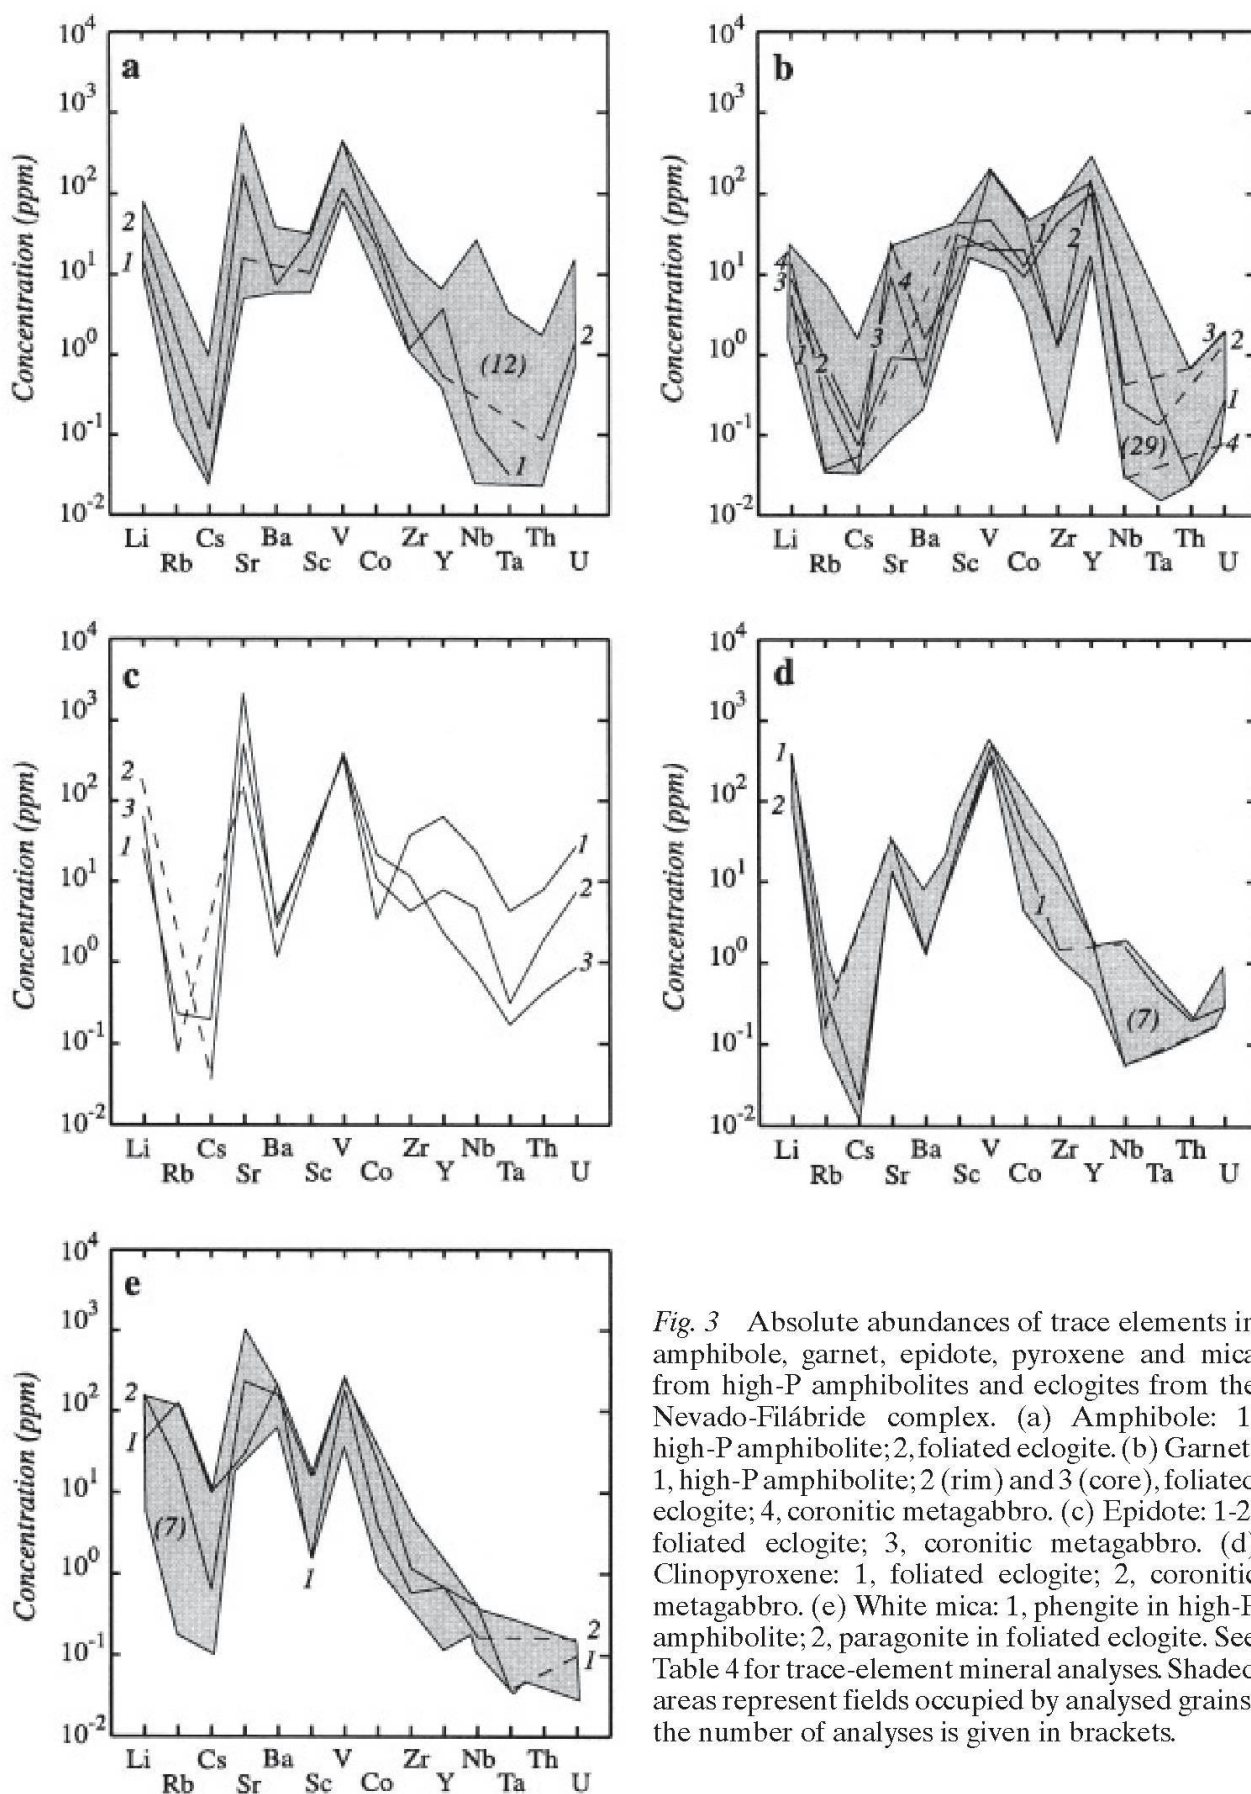 a
10^4
10^3
10^2
10^1
10^0
10^-1
10^-2
Concentration (ppm)
2
1
(12)
2
1
Li Rb Cs Sr Ba Sc V Co Zr Y Nb Ta Th U
b
10^4
10^3
10^2
10^1
10^0
10^-1
10^-2
Concentration (ppm)
4
3
1
2
3
4
1
2
(29)
3
2
1
4
Li Rb Cs Sr Ba Sc V Co Zr Y Nb Ta Th U
c
10^4
10^3
10^2
10^1
10^0
10^-1
10^-2
Concentration (ppm)
2
3
1
1
2
3
Li Rb Cs Sr Ba Sc V Co Zr Y Nb Ta Th U
d
10^4
10^3
10^2
10^1
10^0
10^-1
10^-2
Concentration (ppm)
1
2
1
(7)
Li Rb Cs Sr Ba Sc V Co Zr Y Nb Ta Th U
e
10^4
10^3
10^2
10^1
10^0
10^-1
10^-2
Concentration (ppm)
2
1
(7)
1
2
1
Li Rb Cs Sr Ba Sc V Co Zr Y Nb Ta Th U
Fig. 3 Absolute abundances of trace elements in
amphibole, garnet, epidote, pyroxene and mica
from high-P amphibolites and eclogites from the
Nevado-Filábride complex. (a) Amphibole: 1
high-P amphibolite; 2, foliated eclogite. (b) Garnet:
1, high-P amphibolite; 2 (rim) and 3 (core), foliated
eclogite; 4, coronitic metagabbro. (c) Epidote: 1-2
foliated eclogite; 3, coronitic metagabbro. (d)
Clinopyroxene: 1, foliated eclogite; 2, coronitic
metagabbro. (e) White mica: 1, phengite in high-P
amphibolite; 2, paragonite in foliated eclogite. See
Table 4 for trace-element mineral analyses. Shaded
areas represent fields occupied by analysed grains
the number of analyses is given in brackets.